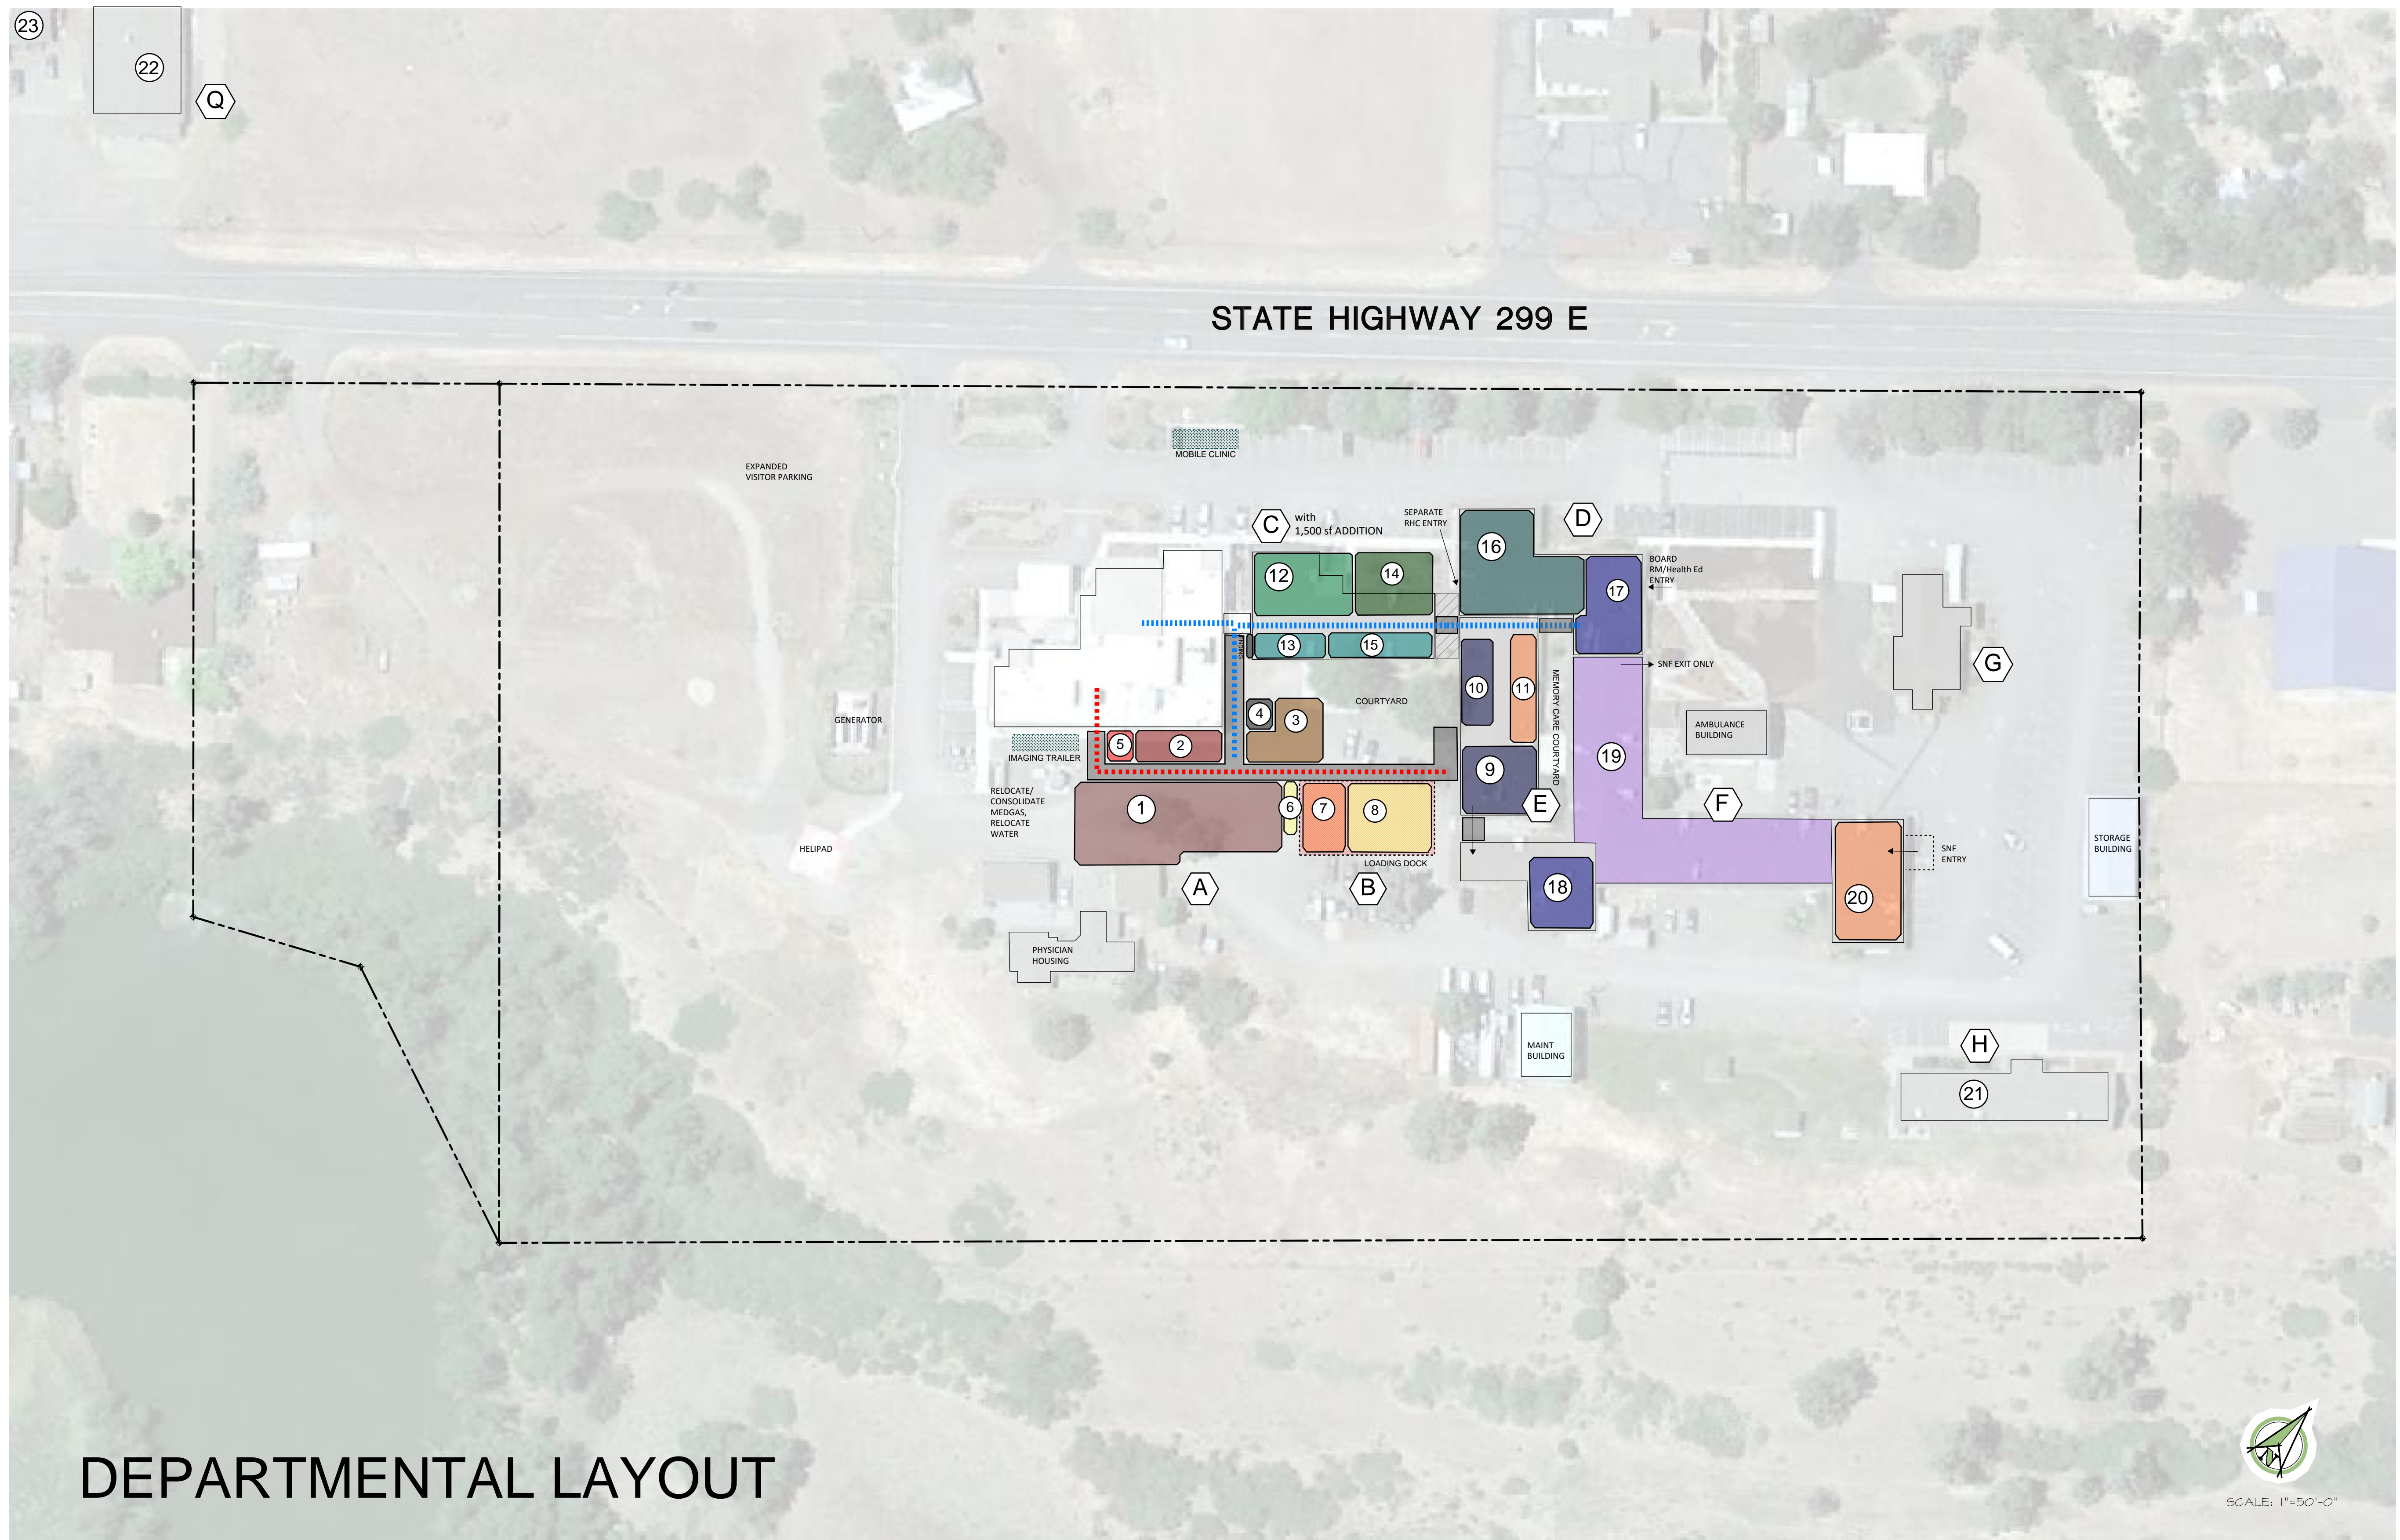 23
22
Q
STATE HIGHWAY 299 E
MOBILE CLINIC
EXPANDED
VISITOR PARKING
C
with
1,500 sf ADDITION
SEPARATE
RHC ENTRY
D
16
12
14
17
BOARD
RM/Health Ed
ENTRY
13
15
SNF EXIT ONLY
G
10
11
MEMORY CARE COURTYARD
COURTYARD
4
3
GENERATOR
AMBULANCE
BUILDING
5
2
IMAGING TRAILER
19
9
RELOCATE/
CONSOLIDATE
MEDGAS,
RELOCATE
WATER
1
6
7
8
E
F
HELIPAD
LOADING DOCK
STORAGE
BUILDING
SNF
ENTRY
A
B
18
20
PHYSICIAN
HOUSING
MAINT
BUILDING
H
21
DEPARTMENTAL LAYOUT
SCALE: 1"=50'-0"